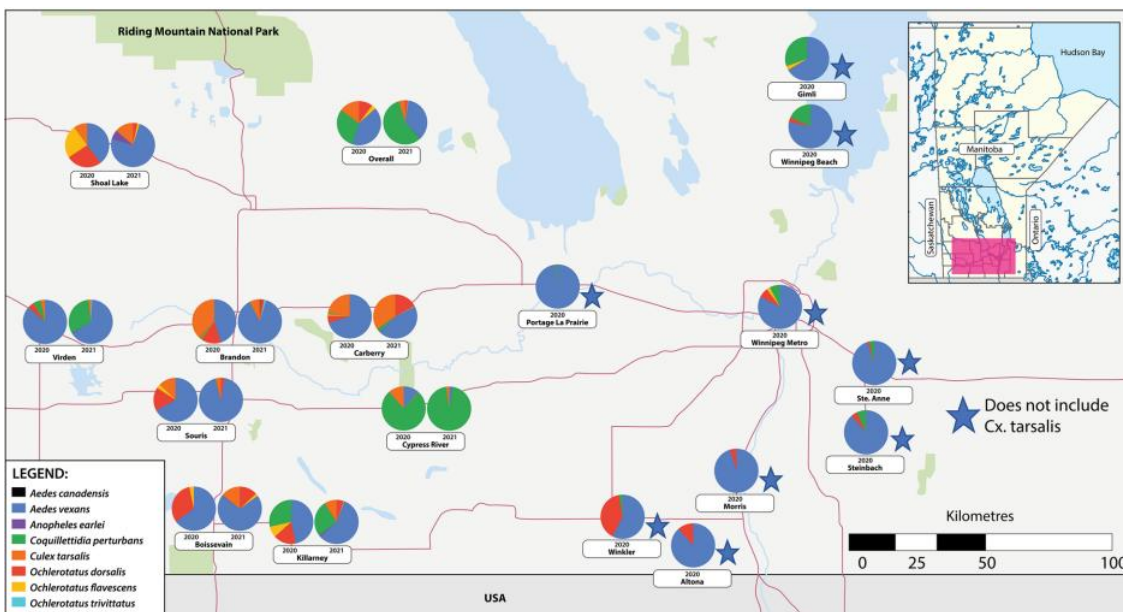 Riding Mountain National Park
2020
Gimli
2020
Winnipeg Beach
Hudson Bay
Manitoba
Saskatchewan
Ontario
2020 2021
Shoal Lake
2020 2021
Overall
2020
Portage La Prairie
2020
Winnipeg Metro
2020 2021
Virden
2020 2021
Brandon
2020 2021
Carberry
2020
Ste. Anne
2020 2021
Souris
2020 2021
Cypress River
Does not include
Cx. tarsalis
2020
Steinbach
2020
Morris
2020 2021
Boissevain
2020 2021
Killarney
2020
Winkler
2020
Altona
LEGEND:
Aedes canadensis
Aedes vexans
Anopheles earlei
Coquillettidia perturbans
Culex tarsalis
Ochlerotatus dorsalis
Ochlerotatus flavescens
Ochlerotatus trivittatus
Kilometres
0 25 50 100
USA